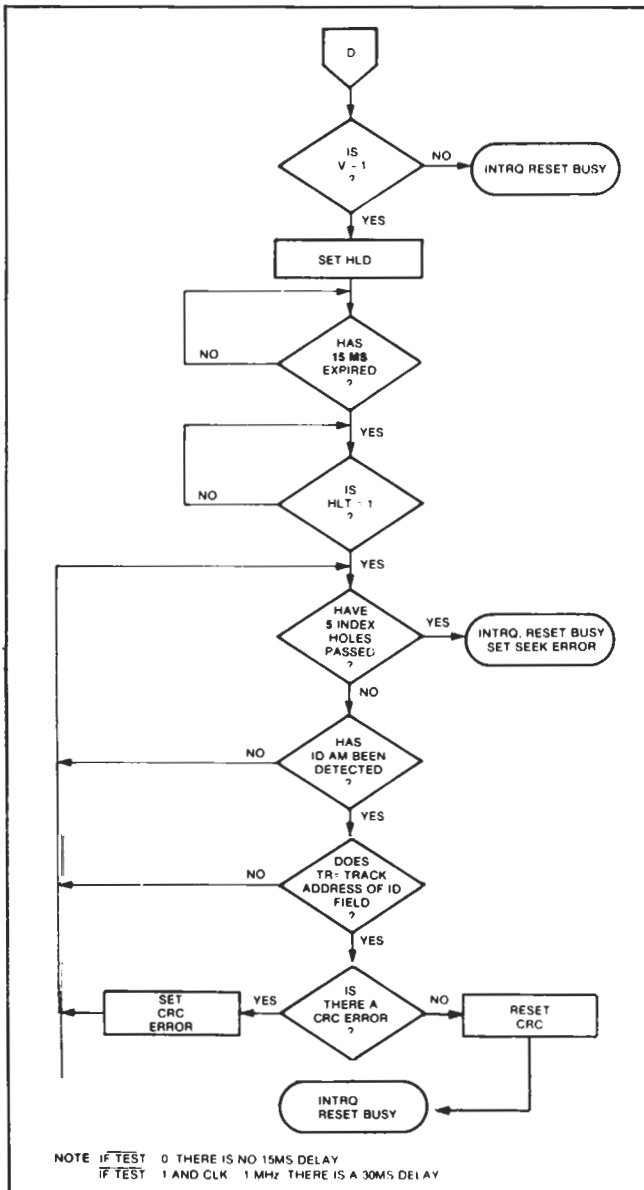 D
IS
V = 1
?
NO
INTRQ RESET BUSY
YES
SET HLD
HAS
15 MS
EXPIRED
?
NO
YES
IS
HLT = 1
?
NO
YES
HAVE
5 INDEX
HOLES
PASSED
?
YES
INTRQ, RESET BUSY
SET SEEK ERROR
NO
HAS
ID AM BEEN
DETECTED
?
NO
YES
DOES
TR= TRACK
ADDRESS OF ID
FIELD
?
NO
YES
IS
THERE A
CRC ERROR
?
YES
SET
CRC
ERROR
NO
RESET
CRC
INTRQ
RESET BUSY
NOTE IF TEST 0 THERE IS NO 15MS DELAY
IF TEST 1 AND CLK 1 MHz THERE IS A 30MS DELAY